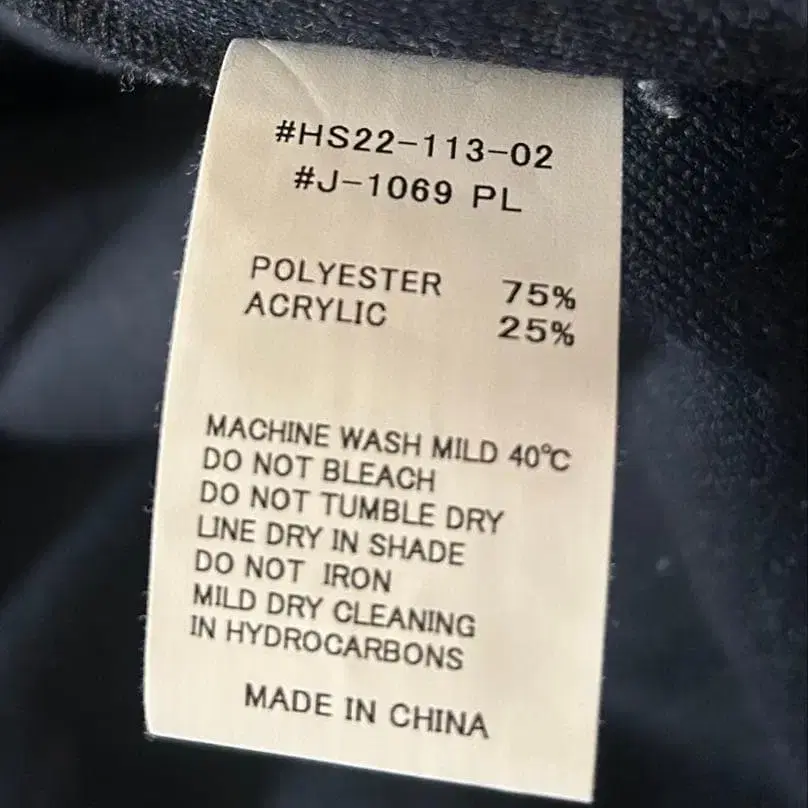 #HS22-113-02
#J-1069 PL
POLYESTER 75%
ACRYLIC 25%
MACHINE WASH MILD 40℃
DO NOT BLEACH
DO NOT TUMBLE DRY
LINE DRY IN SHADE
DO NOT IRON
MILD DRY CLEANING
IN HYDROCARBONS
MADE IN CHINA